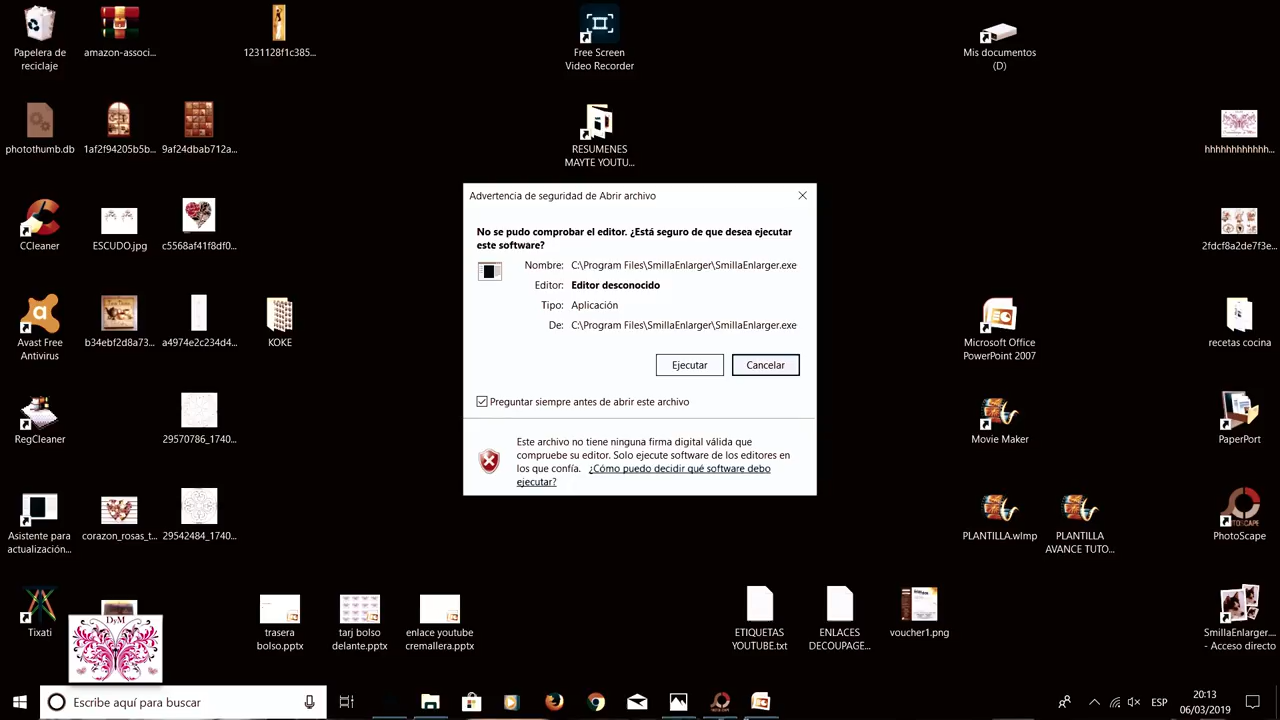 Papelera de
reciclaje
amazon-associ...
1231128f1c385...
Free Screen
Video Recorder
Mis documentos
(D)
photothumb.db
1af2f94205b5b...
9af24dbab712a...
RESUMENES
MAYTE YOUTU...
hhhhhhhhhhhh...
CCleaner
ESCUDO.jpg
c5568af41f8df0...
2fdcf8a2de7f3e...
Advertencia de seguridad de Abrir archivo
No se pudo comprobar el editor. ¿Está seguro de que desea ejecutar
este software?
Nombre: C:\Program Files\SmillaEnlarger\SmillaEnlarger.exe
Editor: Editor desconocido
Tipo: Aplicación
De: C:\Program Files\SmillaEnlarger\SmillaEnlarger.exe
Ejecutar
Cancelar
Preguntar siempre antes de abrir este archivo
Este archivo no tiene ninguna firma digital válida que
compruebe su editor. Solo ejecute software de los editores en
los que confía. ¿Cómo puedo decidir qué software debo
ejecutar?
Avast Free
Antivirus
b34ebf2d8a73...
a4974e2c234d4...
KOKE
Microsoft Office
PowerPoint 2007
recetas cocina
RegCleaner
29570786_1740...
Movie Maker
PaperPort
Asistente para
actualización...
corazon_rosas_t...
29542484_1740...
PLANTILLA.wlmp
PLANTILLA
AVANCE TUTO...
PhotoScape
Tixati
DyM
trasera
bolso.pptx
tarj bolso
delante.pptx
enlace youtube
cremallera.pptx
ETIQUETAS
YOUTUBE.txt
ENLACES
DECOUPAGE...
voucher1.png
SmillaEnlarger....
- Acceso directo
Escribe aquí para buscar
ESP
20:13
06/03/2019